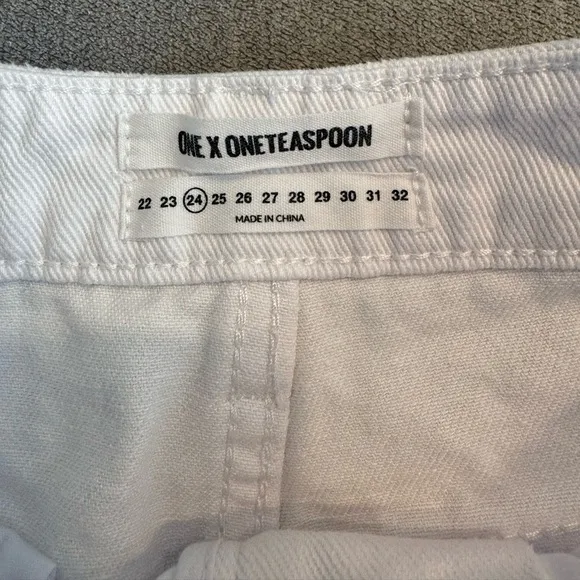 ONE X ONETEASPOON
22 23 24 25 26 27 28 29 30 31 32
MADE IN CHINA